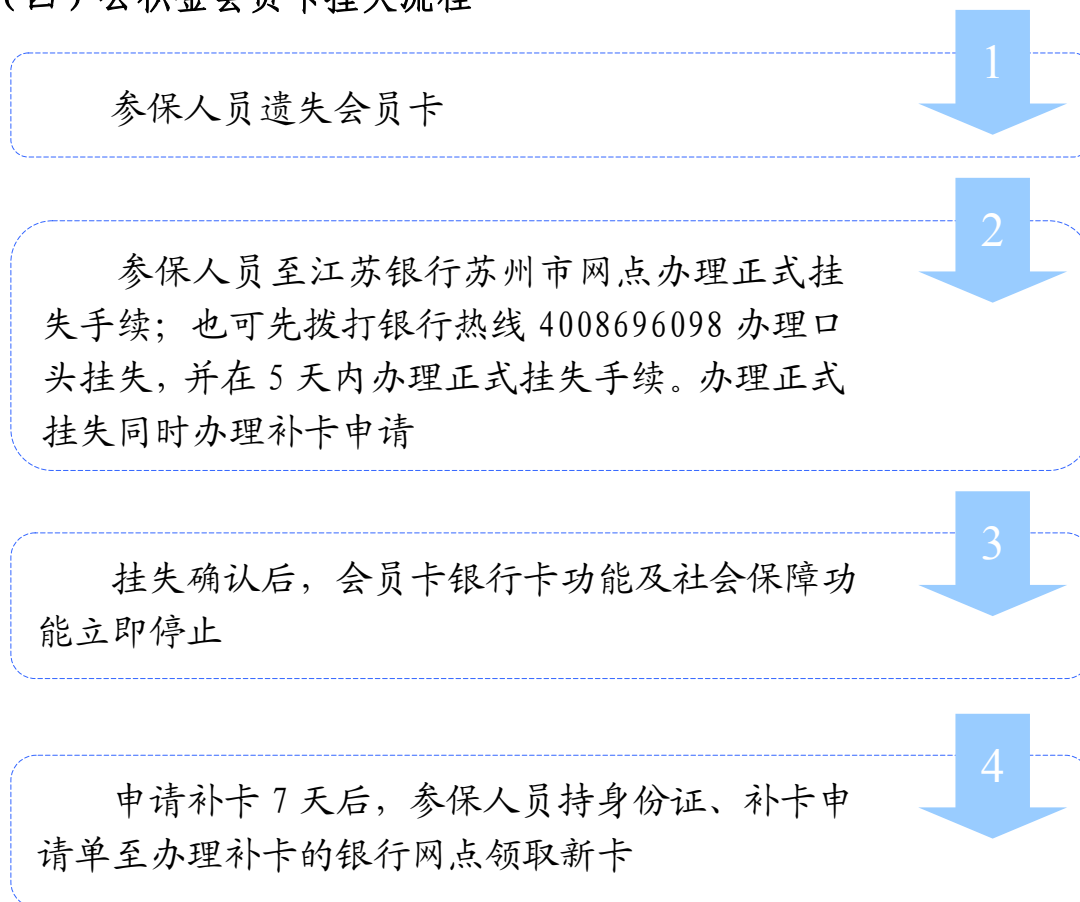 （四）公积金会员卡挂失流程
1
参保人员遗失会员卡
2
参保人员至江苏银行苏州市网点办理正式挂
失手续；也可先拨打银行热线 4008696098 办理口
头挂失，并在 5 天内办理正式挂失手续。办理正式
挂失同时办理补卡申请
3
挂失确认后，会员卡银行卡功能及社会保障功
能立即停止
4
申请补卡 7 天后，参保人员持身份证、补卡申
请单至办理补卡的银行网点领取新卡